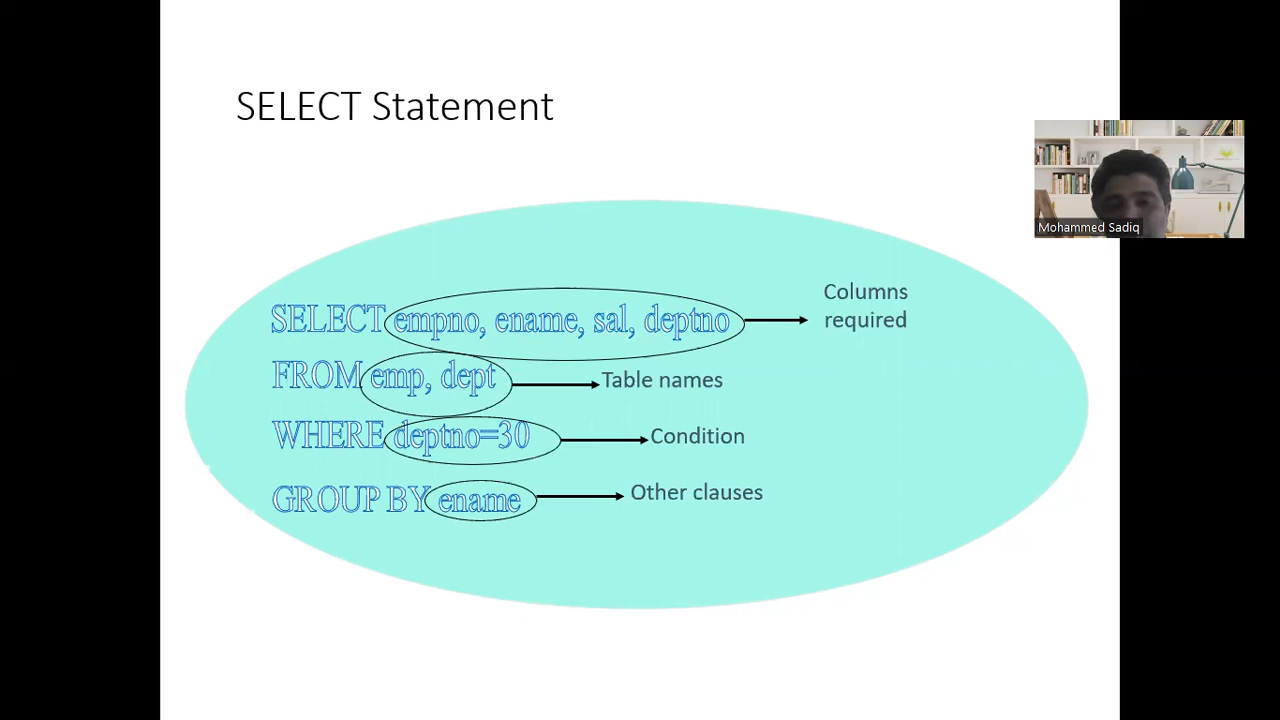 SELECT Statement
SELECT empno, ename, sal, deptno
Columns
required
FROM emp, dept
Table names
WHERE deptno=30
Condition
GROUP BY ename
Other clauses
Mohammed Sadiq